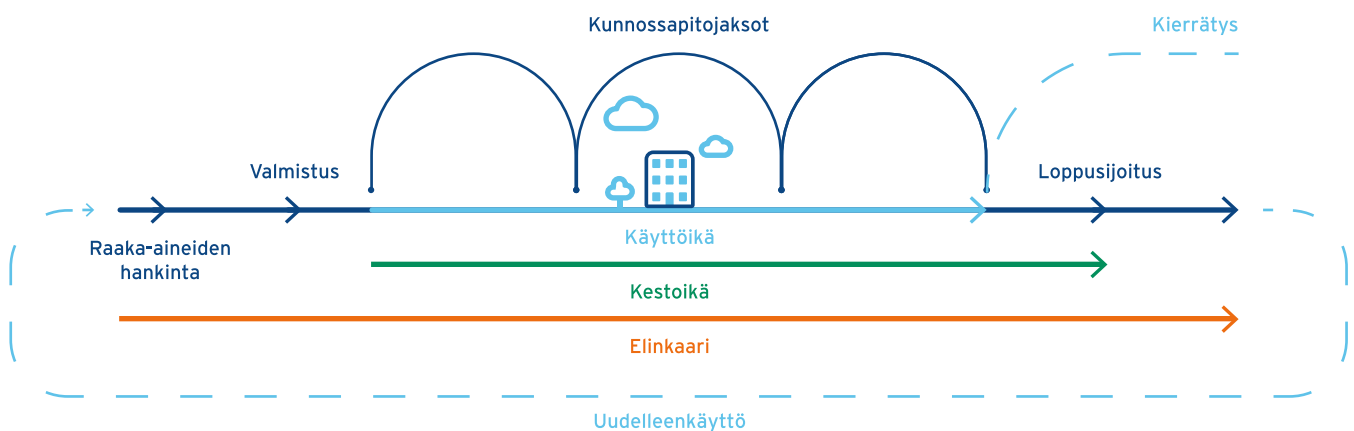 Kunnossapitojaksot
Kierrätys
Valmistus
Loppusijoitus
Raaka-aineiden
hankinta
Käyttöikä
Kestoikä
Elinkaari
Uudelleenkäyttö